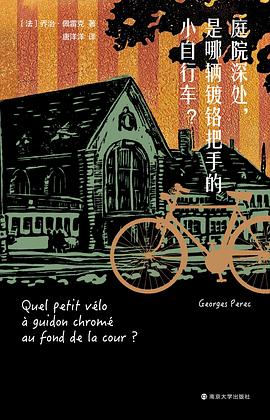 [法] 乔治·佩雷克 著
唐洋洋 译
庭院深处，
是哪辆镀铬把手的
小自行车？
Quel petit vélo
à guidon chromé
au fond de la cour ?
Georges Perec
南京大学出版社